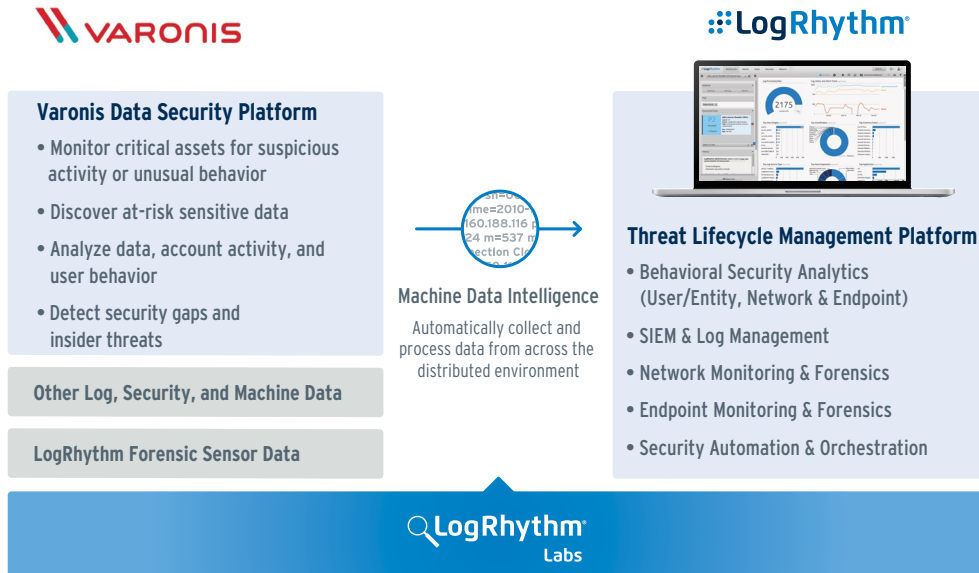 VARONIS
LogRhythm
Varonis Data Security Platform
• Monitor critical assets for suspicious
activity or unusual behavior
• Discover at-risk sensitive data
• Analyze data, account activity, and
user behavior
• Detect security gaps and
insider threats
Other Log, Security, and Machine Data
LogRhythm Forensic Sensor Data
ime=2010-
160.188.116 p
24 m=537 m
ection Clo
Machine Data Intelligence
Automatically collect and
process data from across the
distributed environment
LogRhythm
2175
Threat Lifecycle Management Platform
• Behavioral Security Analytics
(User/Entity, Network & Endpoint)
• SIEM & Log Management
• Network Monitoring & Forensics
• Endpoint Monitoring & Forensics
• Security Automation & Orchestration
LogRhythm
Labs